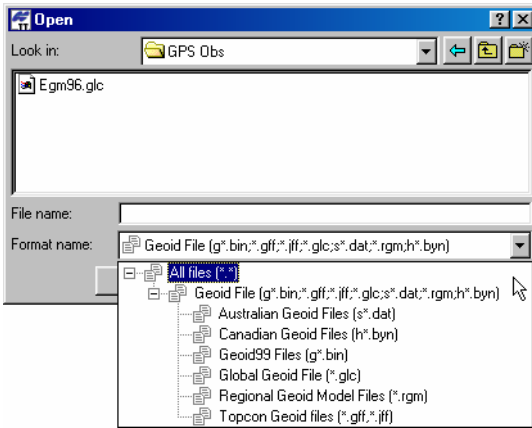 Open
Look in: GPS Obs
Egm96.glc
File name:
Format name: Geoid File (g*.bin;*.gff;*.jff;*.glc;s*.dat;*.rgm;h*.byn)
All files (*.*)
Geoid File (g*.bin;*.gff;*.jff;*.glc;s*.dat;*.rgm;h*.byn)
Australian Geoid Files (s*.dat)
Canadian Geoid Files (h*.byn)
Geoid99 Files (g*.bin)
Global Geoid File (*.glc)
Regional Geoid Model Files (*.rgm)
Topcon Geoid files (*.gff,*.jff)